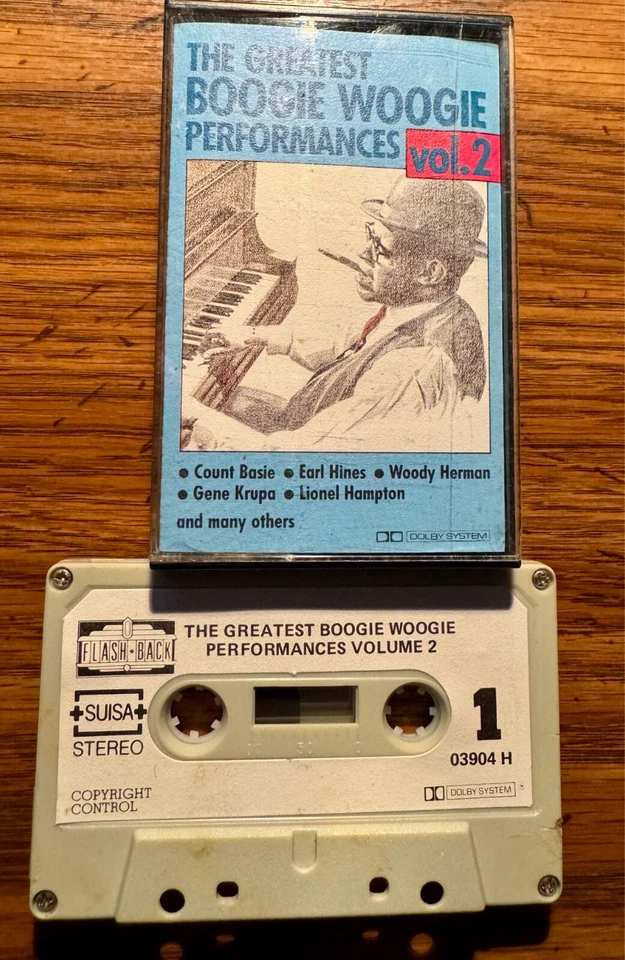 THE GREATEST
BOOGIE WOOGIE
PERFORMANCES
vol.2
● Count Basie ● Earl Hines ● Woody Herman
● Gene Krupa ● Lionel Hampton
and many others
DOLBY SYSTEM
FLASH-BACK
THE GREATEST BOOGIE WOOGIE
PERFORMANCES VOLUME 2
+SUISA+
STEREO
1
50 0
03904 H
COPYRIGHT
CONTROL
DOLBY SYSTEM